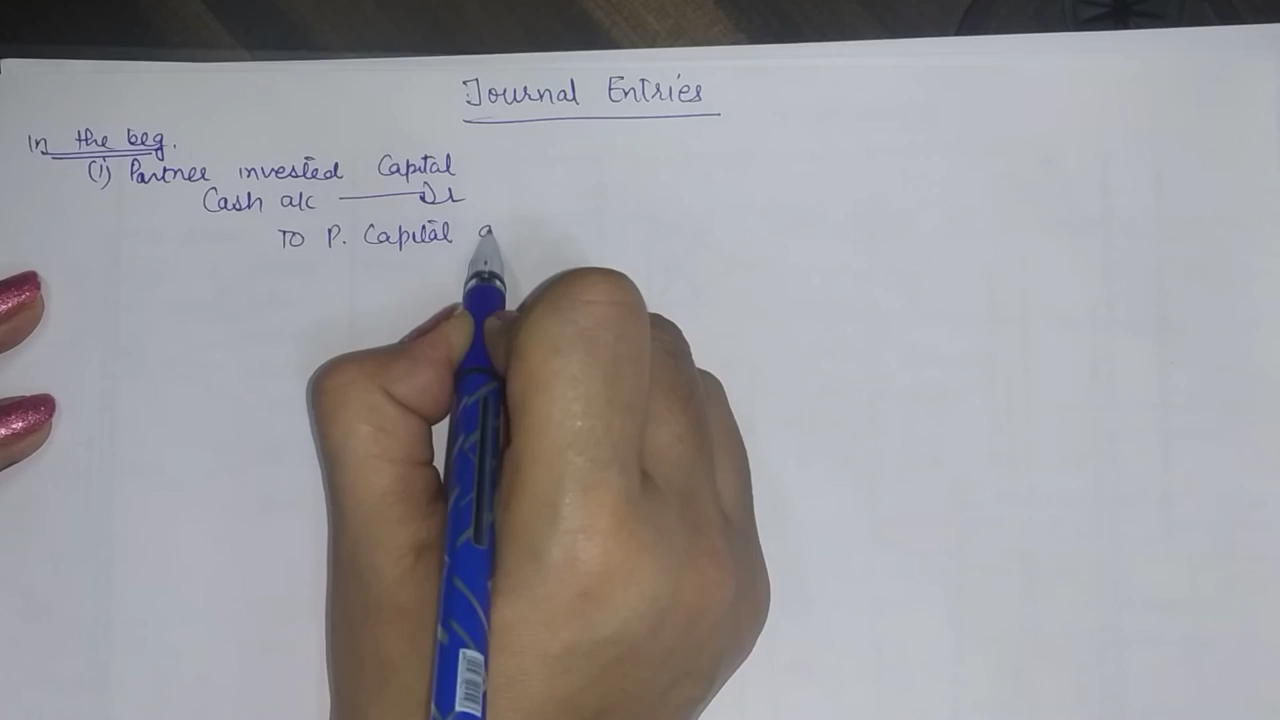 Journal Entries
In the beg.
(i) Partner invested Capital
Cash a/c ——— Dr
To P. Capital a